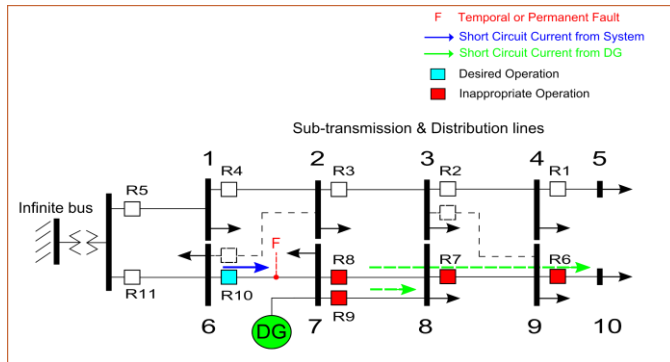 F Temporal or Permanent Fault
Short Circuit Current from System
Short Circuit Current from DG
Desired Operation
Inappropriate Operation
Sub-transmission & Distribution lines
1 2 3 4 5
R5 R4 R3 R2 R1
Infinite bus
F
R8 R7 R6
R11 R10 R9
6 7 8 9 10
DG